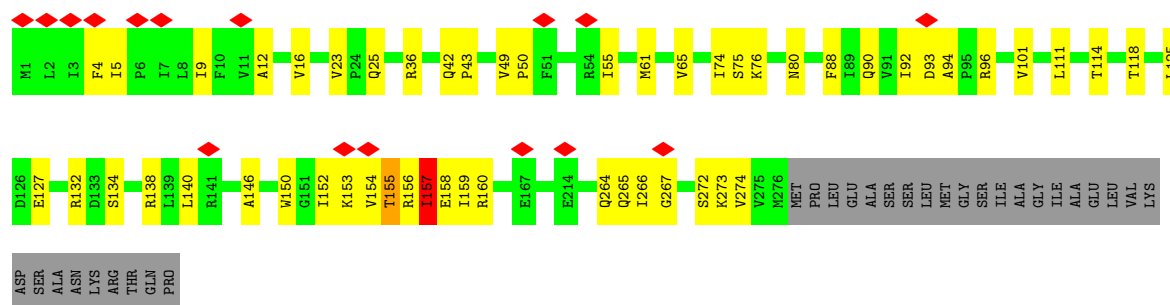 M1 L2 I3 F4 I5 P6 I7 L8 I9 F10 V11 A12 V16 V23 P24 Q25 R36 Q42 P43 V49 P50 F51 R54 I55 M61 V65 I74 S75 K76 N80 F88 I89 Q90 V91 I92 D93 A94 P95 R96 V101 L111 T114 T118
D126 E127 R132 D133 S134 R138 L139 L140 R141 A146 W150 G151 I152 K153 V154 T155 R156 I157 E158 I159 R160 E167 E214 Q264 Q265 I266 G267 S272 K273 V274 V275 M276 MET PRO LEU GLU ALA SER SER LEU MET GLY SER ILE ALA GLY ILE ALA GLU LEU VAL LYS
ASP SER ALA ASN LYS ARG THR GLN PRO